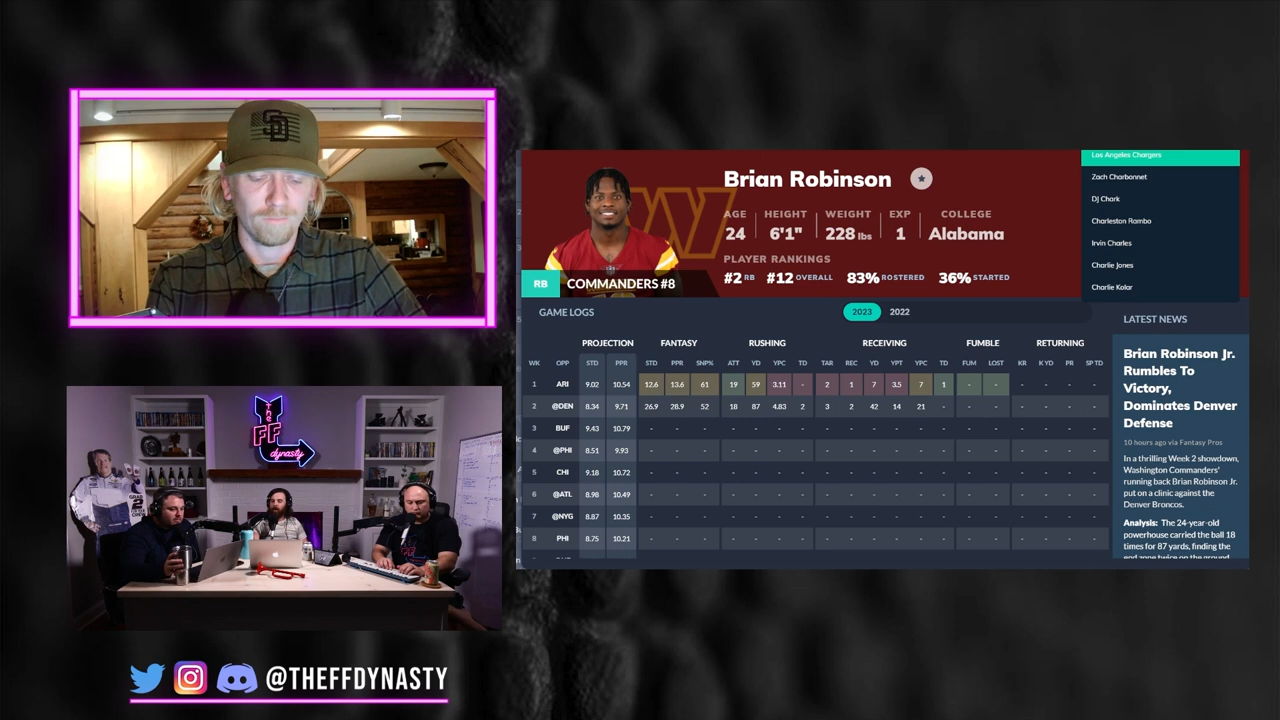 SD
The
FF
dynasty
GRAB
2
@THEFFDYNASTY
Brian Robinson
AGE HEIGHT WEIGHT EXP COLLEGE
24 6'1" 228 lbs 1 Alabama
PLAYER RANKINGS
#2 RB #12 OVERALL 83% ROSTERED 36% STARTED
RB COMMANDERS #8
Los Angeles Chargers
Zach Charbonnet
DJ Chark
Charleston Rambo
Irvin Charles
Charlie Jones
Charlie Kolar
GAME LOGS 2023 2022
PROJECTION FANTASY RUSHING RECEIVING FUMBLE RETURNING
WK OPP STD PPR STD PPR SNP% ATT YD YPC TD TAR REC YD YPT YPC TD FUM LOST KR K YD PR SP TD
1 ARI 9.02 10.54 12.6 13.6 61 19 59 3.11 - 2 1 7 3.5 7 1 - - - - - -
2 @DEN 8.34 9.71 26.9 28.9 52 18 87 4.83 2 3 2 42 14 21 - - - - - - -
3 BUF 9.43 10.79 - - - - - - - - - - - - - - - - - - -
4 @PHI 8.51 9.93 - - - - - - - - - - - - - - - - - - -
5 CHI 9.18 10.72 - - - - - - - - - - - - - - - - - - -
6 @ATL 8.98 10.49 - - - - - - - - - - - - - - - - - - -
7 @NYG 8.87 10.35 - - - - - - - - - - - - - - - - - - -
8 PHI 8.75 10.21 - - - - - - - - - - - - - - - - - - -
LATEST NEWS
Brian Robinson Jr.
Rumbles To
Victory,
Dominates Denver
Defense
10 hours ago via Fantasy Pros
In a thrilling Week 2 showdown,
Washington Commanders'
running back Brian Robinson Jr.
put on a clinic against the
Denver Broncos.
Analysis: The 24-year-old
powerhouse carried the ball 18
times for 87 yards, finding the
end zone twice on the ground